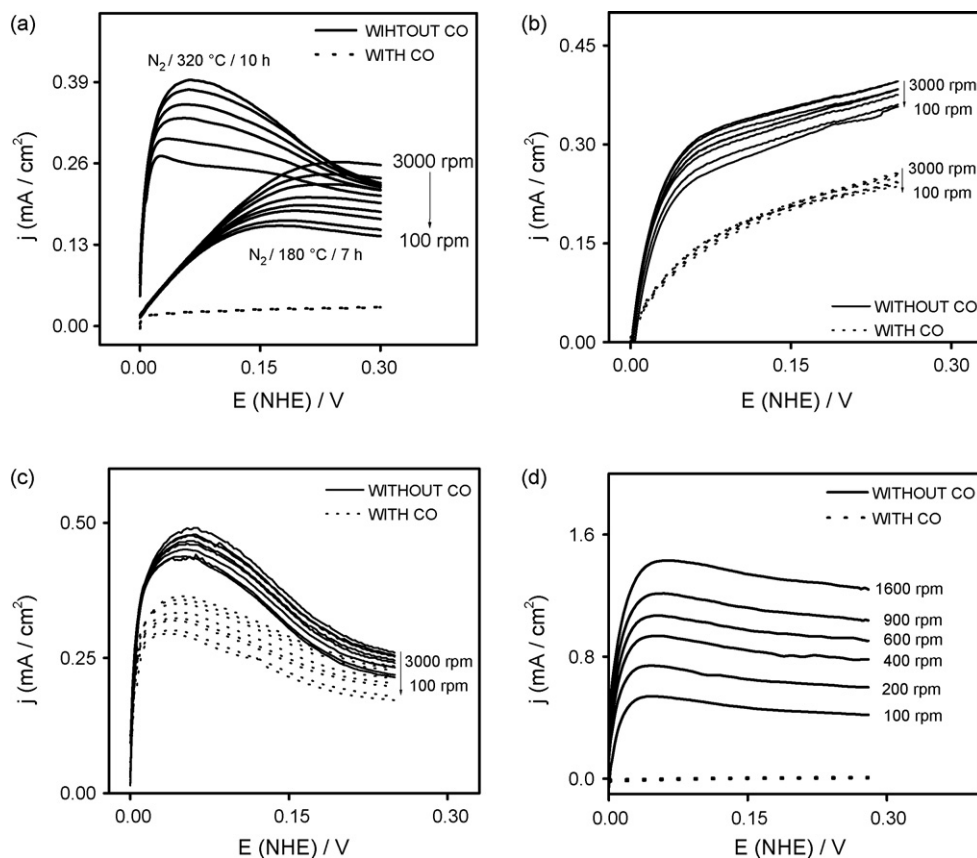 (a)
WIHTOUT CO
WITH CO
N2 / 320 °C / 10 h
3000 rpm
100 rpm
N2 / 180 °C / 7 h
0.39
0.26
0.13
0.00
j (mA / cm2)
0.00 0.15 0.30
E (NHE) / V
(b)
3000 rpm
100 rpm
3000 rpm
100 rpm
WITHOUT CO
WITH CO
0.45
0.30
0.15
0.00
j (mA / cm2)
0.00 0.15 0.30
E (NHE) / V
(c)
WITHOUT CO
WITH CO
3000 rpm
100 rpm
0.50
0.25
0.00
j (mA / cm2)
0.00 0.15 0.30
E (NHE) / V
(d)
WITHOUT CO
WITH CO
1600 rpm
900 rpm
600 rpm
400 rpm
200 rpm
100 rpm
1.6
0.8
0.0
j (mA / cm2)
0.00 0.15 0.30
E (NHE) / V